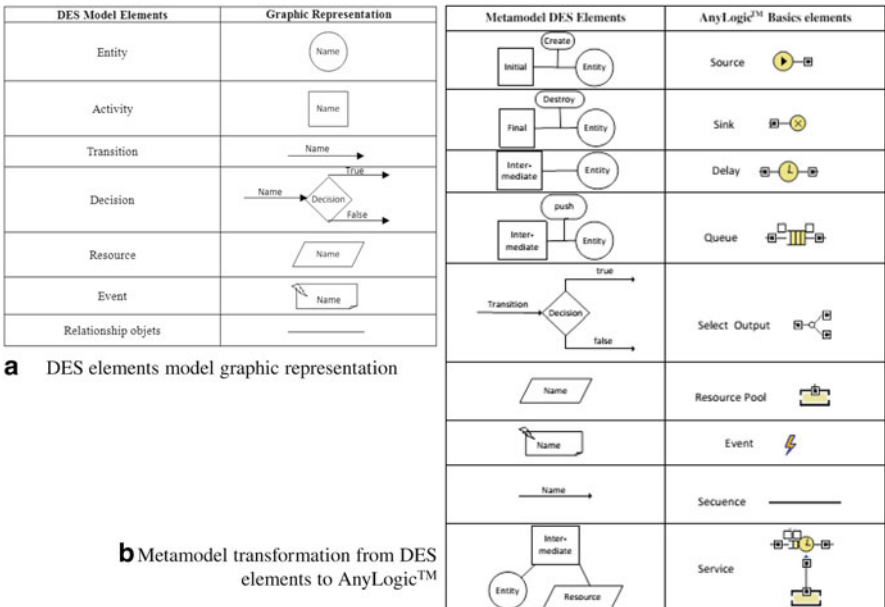 DES Model Elements Graphic Representation
Entity Name
Activity Name
Transition Name
Decision Name Decision True False
Resource Name
Event Name
Relationship objets
a DES elements model graphic representation
Metamodel DES Elements AnyLogic™ Basics elements
Create
Initial Entity Source
Destroy
Final Entity Sink
Inter-
mediate Entity Delay
push
Inter-
mediate Entity Queue
true
Transition Decision
false
Select Output
Name Resource Pool
Name Event
Name Secuence
Inter-
mediate
Entity Resource Service
b Metamodel transformation from DES
elements to AnyLogic™